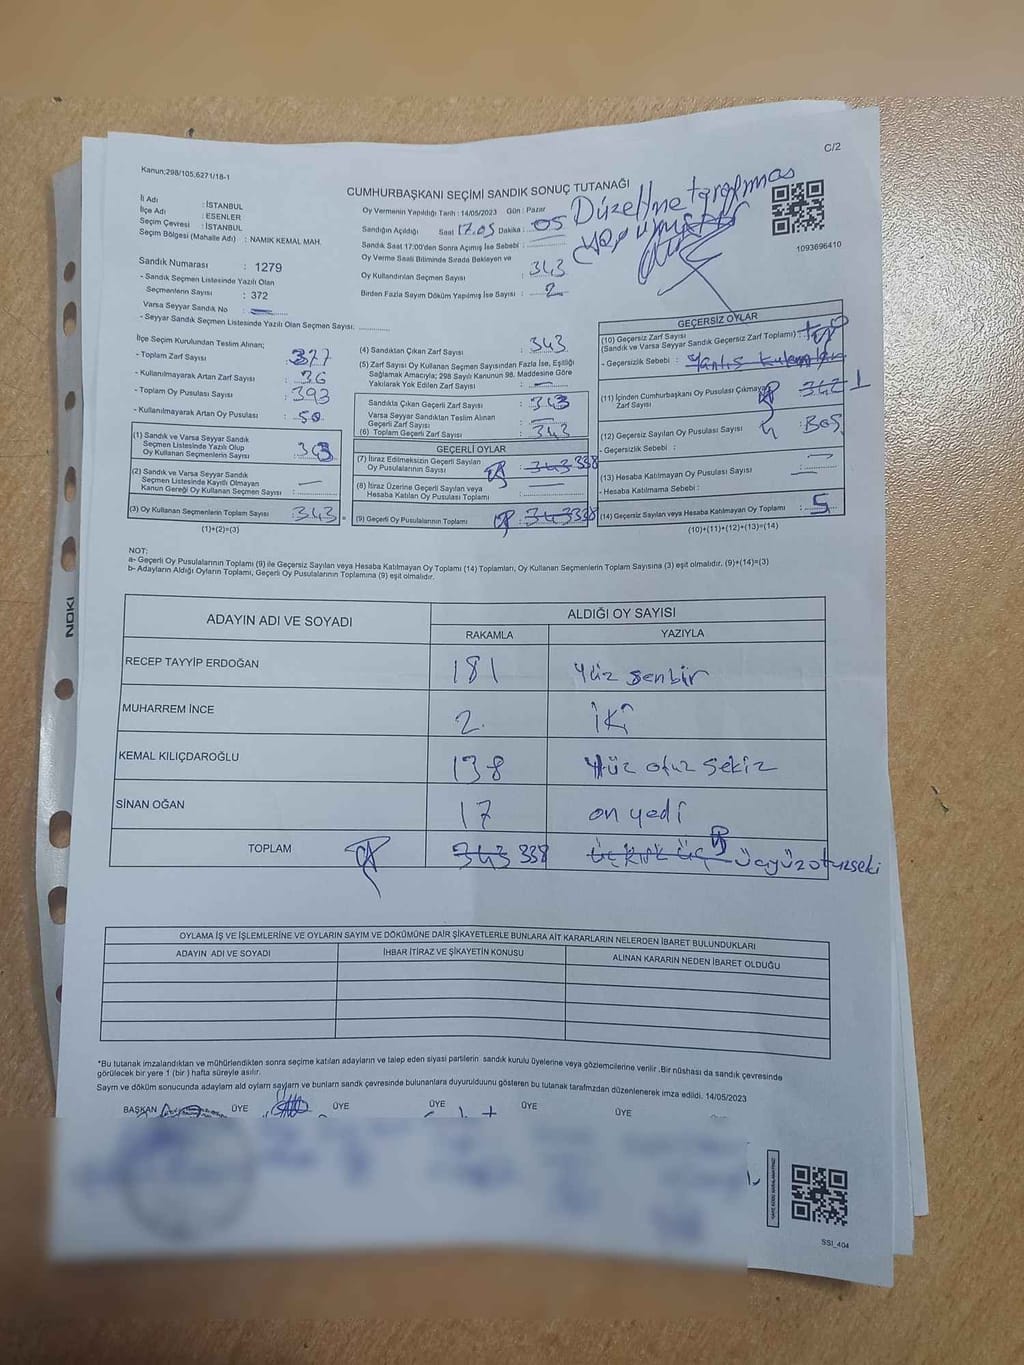 C/2
Kanun;298/105,6271/18-1
CUMHURBAŞKANI SEÇİMİ SANDIK SONUÇ TUTANAĞI
İl Adı : İSTANBUL
İlçe Adı : ESENLER
Seçim Çevresi : İSTANBUL
Seçim Bölgesi (Mahalle Adı) : NAMIK KEMAL MAH.
Oy Vermenin Yapıldığı Tarih : 14/05/2023 Gün : Pazar
Sandığın Açıldığı Saat 17.05 Dakika : 05
Düzeltme tarafımca
yapılmıştır
Sandık Saat 17:00'den Sonra Açımış İse Sebebi :
Oy Verme Saati Bitiminde Sırada Bekleyen ve
Oy Kullandırılan Seçmen Sayısı : 343
Birden Fazla Sayım Döküm Yapılmış İse Sayısı : 2
1093696410
Sandık Numarası : 1279
- Sandık Seçmen Listesinde Yazılı Olan
Seçmenlerin Sayısı : 372
Varsa Seyyar Sandık No : —
- Seyyar Sandık Seçmen Listesinde Yazılı Olan Seçmen Sayısı:
İlçe Seçim Kurulundan Teslim Alınan;
- Toplam Zarf Sayısı : 377
- Kullanılmayarak Artan Zarf Sayısı : 36
- Toplam Oy Pusulası Sayısı : 393
- Kullanılmayarak Artan Oy Pusulası : 50
(1) Sandık ve Varsa Seyyar Sandık
Seçmen Listesinde Yazılı Olup
Oy Kullanan Seçmenlerin Sayısı : 343
(2) Sandık ve Varsa Seyyar Sandık
Seçmen Listesinde Kayıtlı Olmayan
Kanun Gereği Oy Kullanan Seçmen Sayısı : —
(3) Oy Kullanan Seçmenlerin Toplam Sayısı : 343
(1)+(2)=(3)
(4) Sandıktan Çıkan Zarf Sayısı : 343
(5) Zarf Sayısı Oy Kullanan Seçmen Sayısından Fazla İse, Eşitliği
Sağlamak Amacıyla; 298 Sayılı Kanunun 98. Maddesine Göre
Yakılarak Yok Edilen Zarf Sayısı : —
Sandıkta Çıkan Geçerli Zarf Sayısı : 343
Varsa Seyyar Sandıktan Teslim Alınan
Geçerli Zarf Sayısı : —
(6) Toplam Geçerli Zarf Sayısı : 343
GEÇERLİ OYLAR
(7) İtiraz Edilmeksizin Geçerli Sayılan
Oy Pusulalarının Sayısı : 343 338
(8) İtiraz Üzerine Geçerli Sayılan veya
Hesaba Katılan Oy Pusulası Toplamı : —
(9) Geçerli Oy Pusulalarının Toplamı : 343 338
GEÇERSİZ OYLAR
(10) Geçersiz Zarf Sayısı
(Sandık ve Varsa Seyyar Sandık Geçersiz Zarf Toplamı) :
- Geçersizlik Sebebi :
(11) İçinden Cumhurbaşkanı Oy Pusulası Çıkmayan
Zarf Sayısı : 342 1
(12) Geçersiz Sayılan Oy Pusulası Sayısı 4 : BOŞ
- Geçersizlik Sebebi :
(13) Hesaba Katılmayan Oy Pusulası Sayısı : —
- Hesaba Katılmama Sebebi :
(14) Geçersiz Sayılan veya Hesaba Katılmayan Oy Toplamı : 5
(10)+(11)+(12)+(13)=(14)
NOT:
a- Geçerli Oy Pusulalarının Toplamı (9) ile Geçersiz Sayılan veya Hesaba Katılmayan Oy Toplamı (14) Toplamları, Oy Kullanan Seçmenlerin Toplam Sayısına (3) eşit olmalıdır. (9)+(14)=(3)
b- Adayların Aldığı Oyların Toplamı, Geçerli Oy Pusulalarının Toplamına (9) eşit olmalıdır.
ADAYIN ADI VE SOYADI
ALDIĞI OY SAYISI
RAKAMLA YAZIYLA
RECEP TAYYİP ERDOĞAN 181 Yüz senbir
MUHARREM İNCE 2 iki
KEMAL KILIÇDAROĞLU 138 Yüz otuz sekiz
SİNAN OĞAN 17 on yedi
TOPLAM 343 338 üç kırk üç üçyüzotuzseki
OYLAMA İŞ VE İŞLEMLERİNE VE OYLARIN SAYIM VE DÖKÜMÜNE DAİR ŞİKAYETLERLE BUNLARA AİT KARARLARIN NELERDEN İBARET BULUNDUKLARI
ADAYIN ADI VE SOYADI İHBAR İTİRAZ VE ŞİKAYETİN KONUSU ALINAN KARARIN NEDEN İBARET OLDUĞU
*Bu tutanak imzalandıktan ve mühürlendikten sonra seçime katılan adayların ve talep eden siyasi partilerin sandık kurulu üyelerine veya gözlemcilerine verilir .Bir nüshası da sandık çevresinde
görülecek bir yere 1 (bir ) hafta süreyle asılır.
Sayım ve döküm sonucunda adayların aldığı oyların sayıları ve bunların sandık çevresinde bulunanlara duyurulduğunu gösteren bu tutanak tarafımızdan düzenlenerek imza edildi. 14/05/2023
BAŞKAN ÜYE ÜYE ÜYE ÜYE ÜYE
NOKI
SSI_404